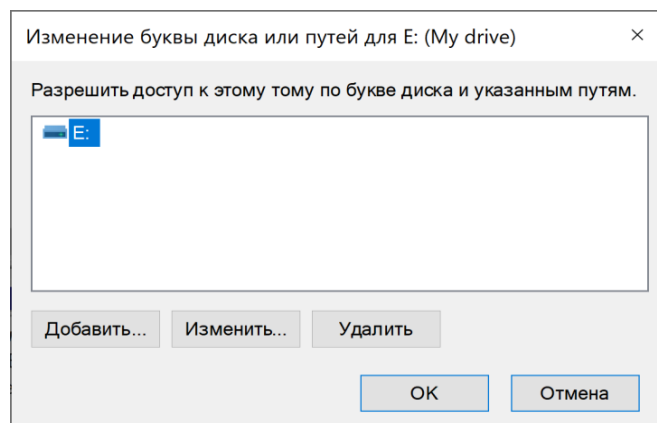 Изменение буквы диска или путей для E: (My drive)
Разрешить доступ к этому тому по букве диска и указанным путям.
E:
Добавить... Изменить... Удалить
ОК Отмена